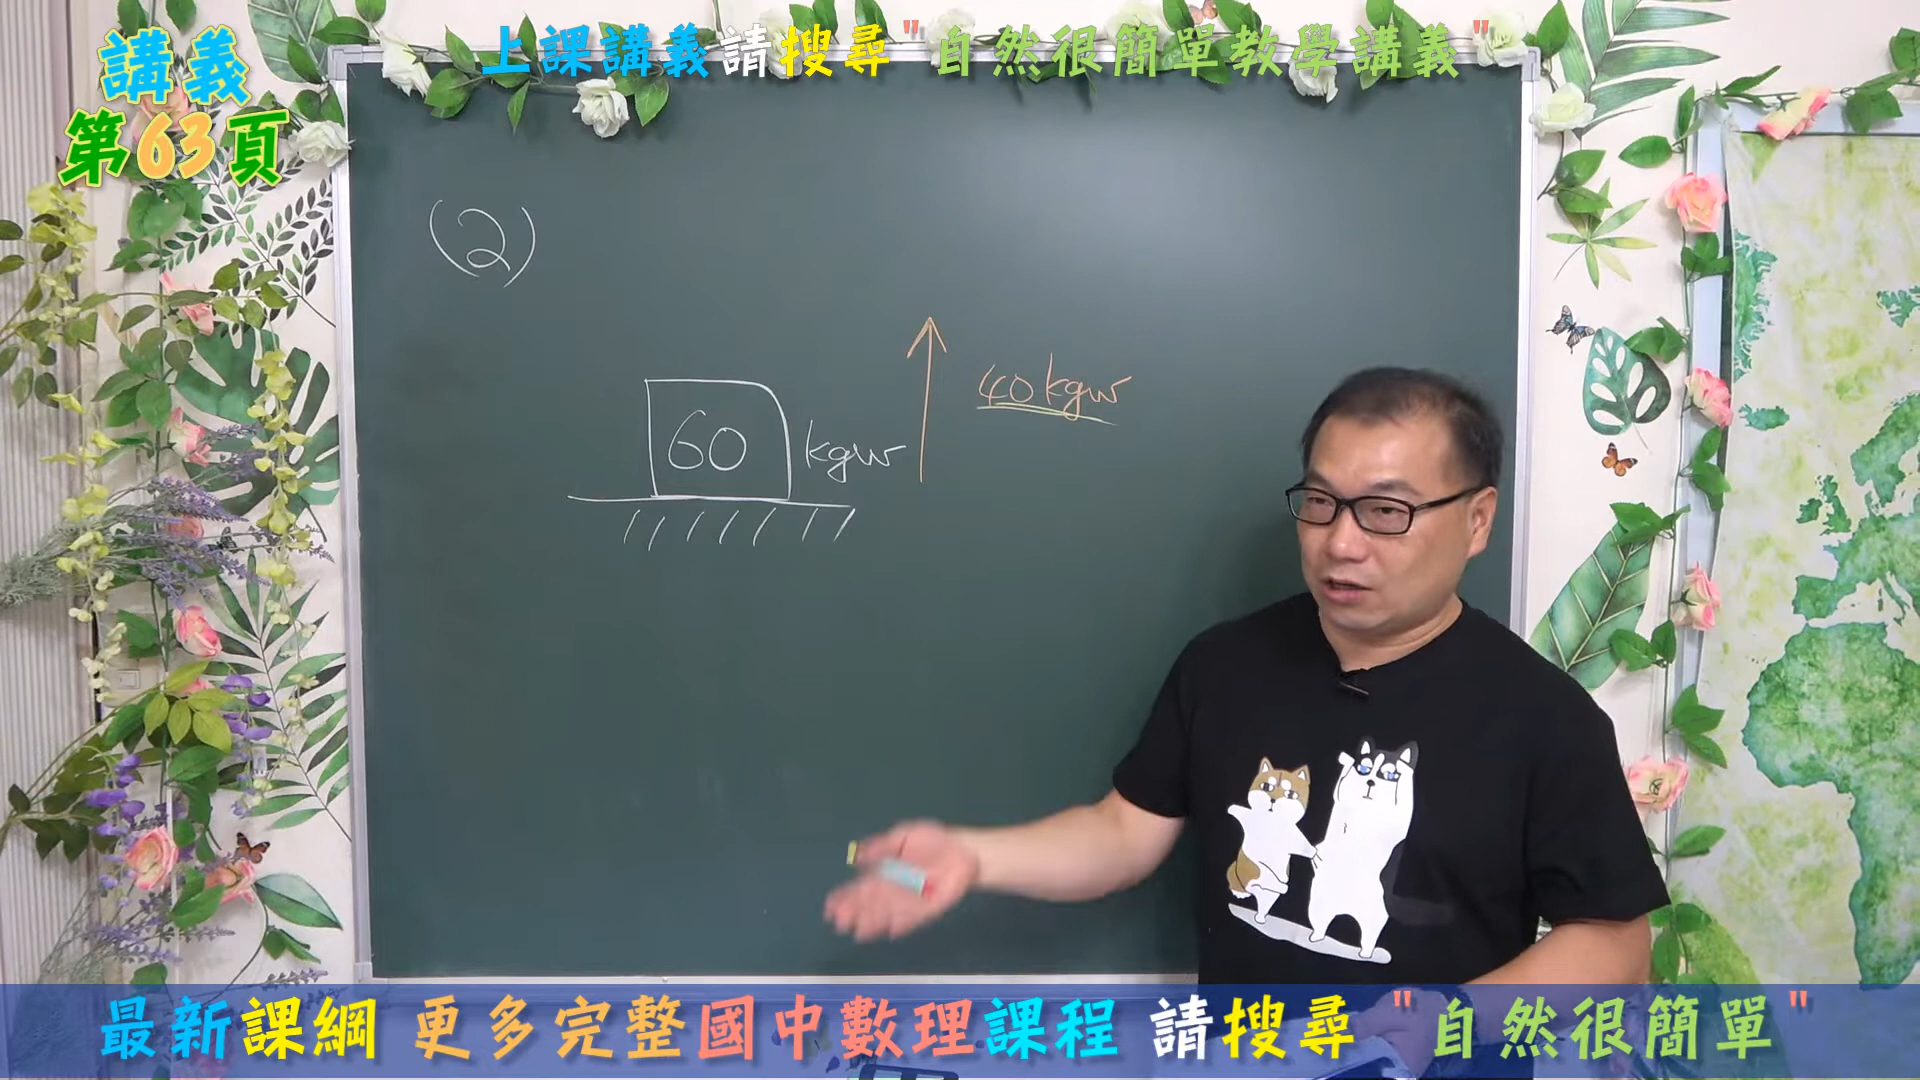 上課講義請搜尋"自然很簡單教學講義"
講義
第63頁
(2)
40kgw
60 kgw
最新課綱 更多完整國中數理課程 請搜尋 "自然很簡單"